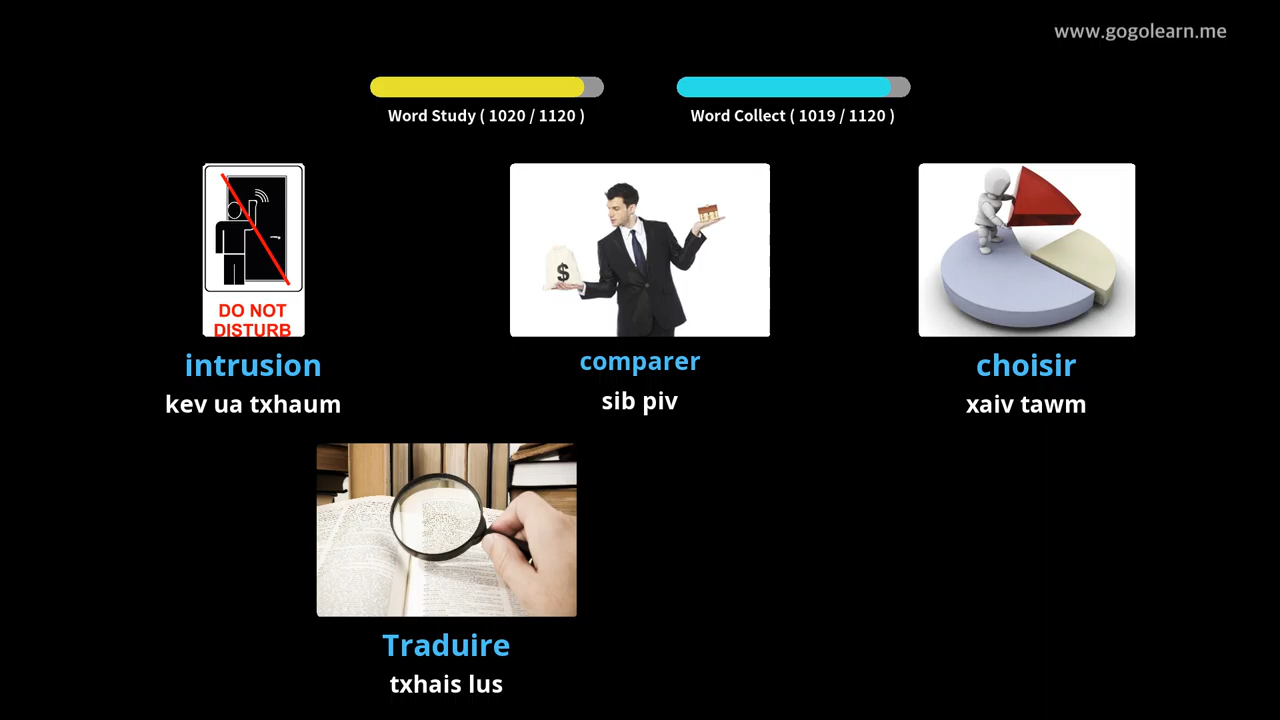 www.gogolearn.me
Word Study ( 1020 / 1120 )
Word Collect ( 1019 / 1120 )
DO NOT
DISTURB
$
intrusion
kev ua txhaum
comparer
sib piv
choisir
xaiv tawm
Traduire
txhais lus